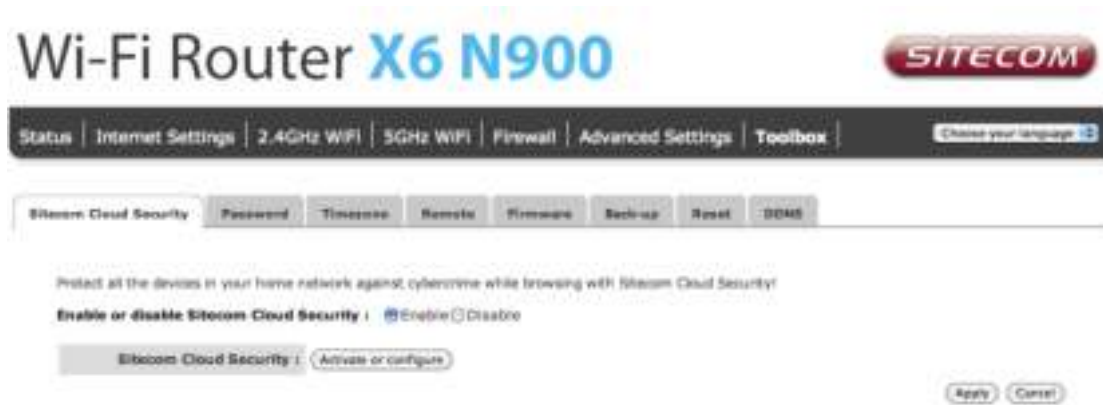 Wi-Fi Router X6 N900
SITECOM
Status | Internet Settings | 2.4GHz WiFi | 5GHz WiFi | Firewall | Advanced Settings | Toolbox |
Choose your language
Sitecom Cloud Security Password Timezone Remote Firmware Back-up Reset DDNS
Protect all the devices in your home network against cybercrime while browsing with Sitecom Cloud Security!
Enable or disable Sitecom Cloud Security : Enable Disable
Sitecom Cloud Security : Activate or configure
Apply Cancel